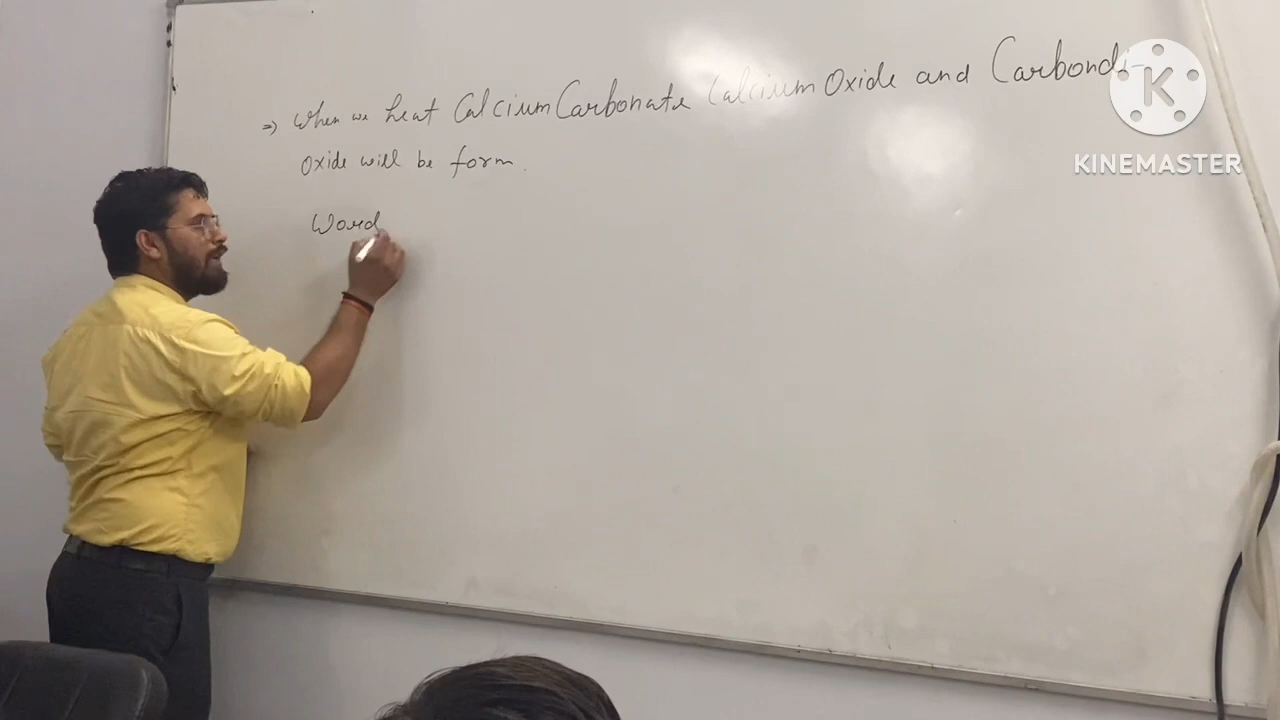 ⇒ When we heat Calcium Carbonate Calcium Oxide and Carbondi-
Oxide will be form.
Word
K
KINEMASTER